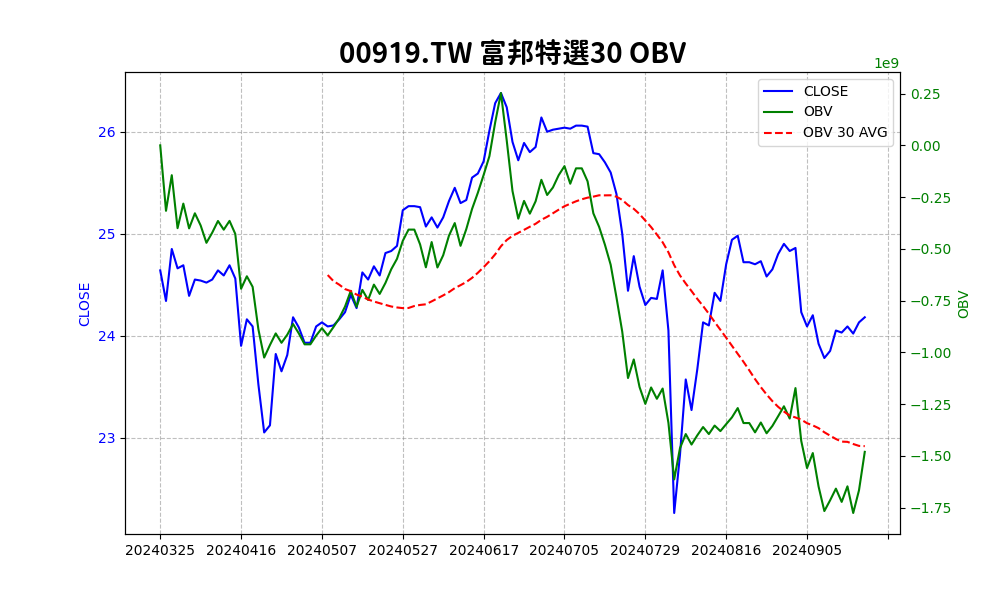 00919.TW 富邦特選30 OBV
1e9
CLOSE
OBV
OBV 30 AVG
26
25
24
23
CLOSE
0.25
0.00
−0.25
−0.50
−0.75
−1.00
−1.25
−1.50
−1.75
OBV
20240325 20240416 20240507 20240527 20240617 20240705 20240729 20240816 20240905